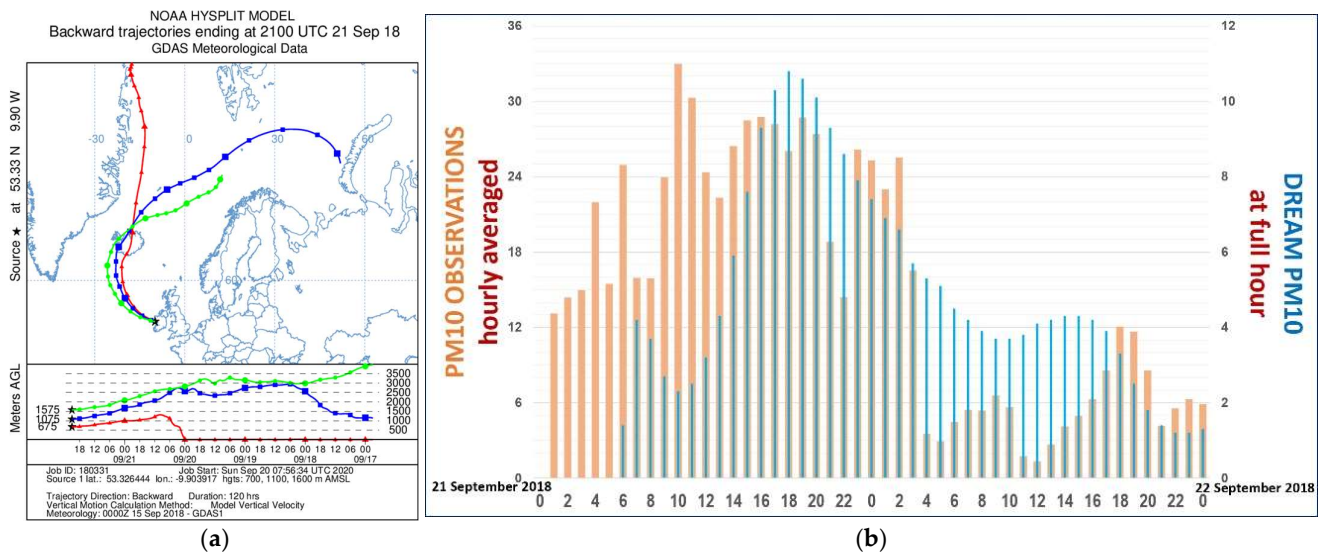 NOAA HYSPLIT MODEL
Backward trajectories ending at 2100 UTC 21 Sep 18
GDAS Meteorological Data
Source ★ at 53.333 N 9.90 W
-30
0
30
60
60
Meters AGL
1575
1075
675
3500
3000
2500
2000
1500
1000
500
18 12 06 00 18 12 06 00 18 12 06 00 18 12 06 00 18 12 06 00
09/21 09/20 09/19 09/18 09/17
Job ID: 180331 Job Start: Sun Sep 20 07:56:34 UTC 2020
Source 1 lat.: 53.326444 lon.: -9.903917 hgts: 700, 1100, 1600 m AMSL
Trajectory Direction: Backward Duration: 120 hrs
Vertical Motion Calculation Method: Model Vertical Velocity
Meteorology: 0000Z 15 Sep 2018 - GDAS1
(a)
PM10 OBSERVATIONS
hourly averaged
36
30
24
18
12
6
0
12
10
8
6
4
2
0
DREAM PM10
at full hour
21 September 2018
22 September 2018
0 2 4 6 8 10 12 14 16 18 20 22 0 2 4 6 8 10 12 14 16 18 20 22 0
(b)